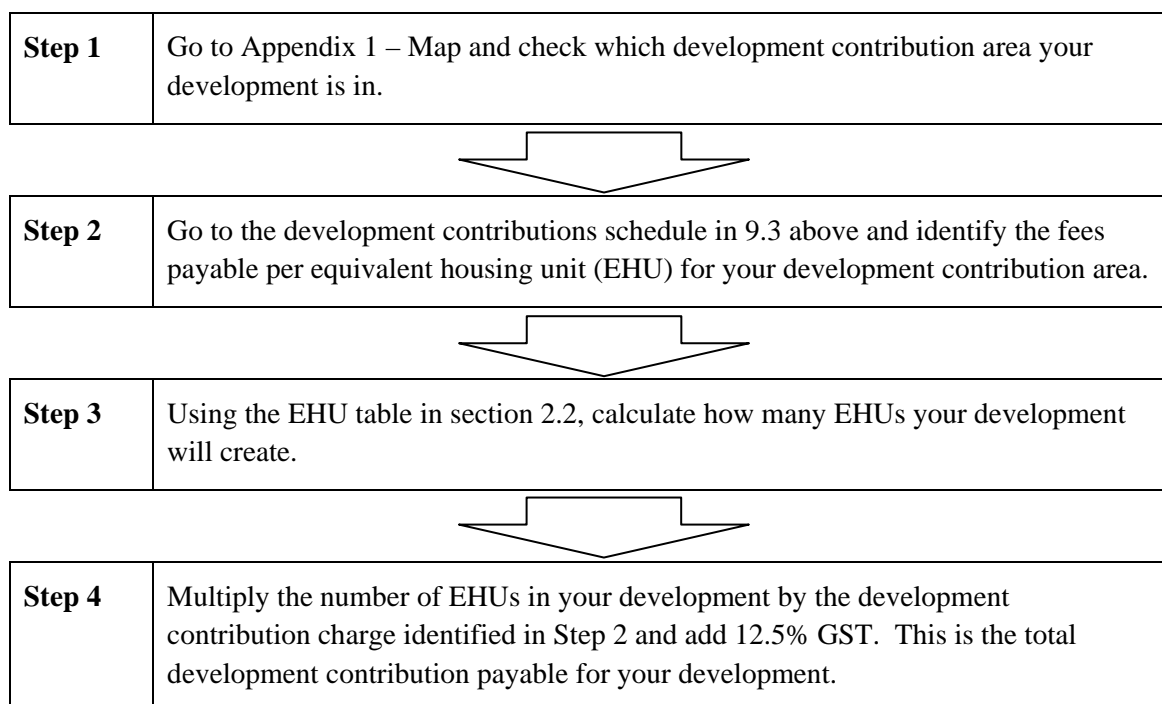 Step 1 Go to Appendix 1 – Map and check which development contribution area your
development is in.
Step 2 Go to the development contributions schedule in 9.3 above and identify the fees
payable per equivalent housing unit (EHU) for your development contribution area.
Step 3 Using the EHU table in section 2.2, calculate how many EHUs your development
will create.
Step 4 Multiply the number of EHUs in your development by the development
contribution charge identified in Step 2 and add 12.5% GST.  This is the total
development contribution payable for your development.